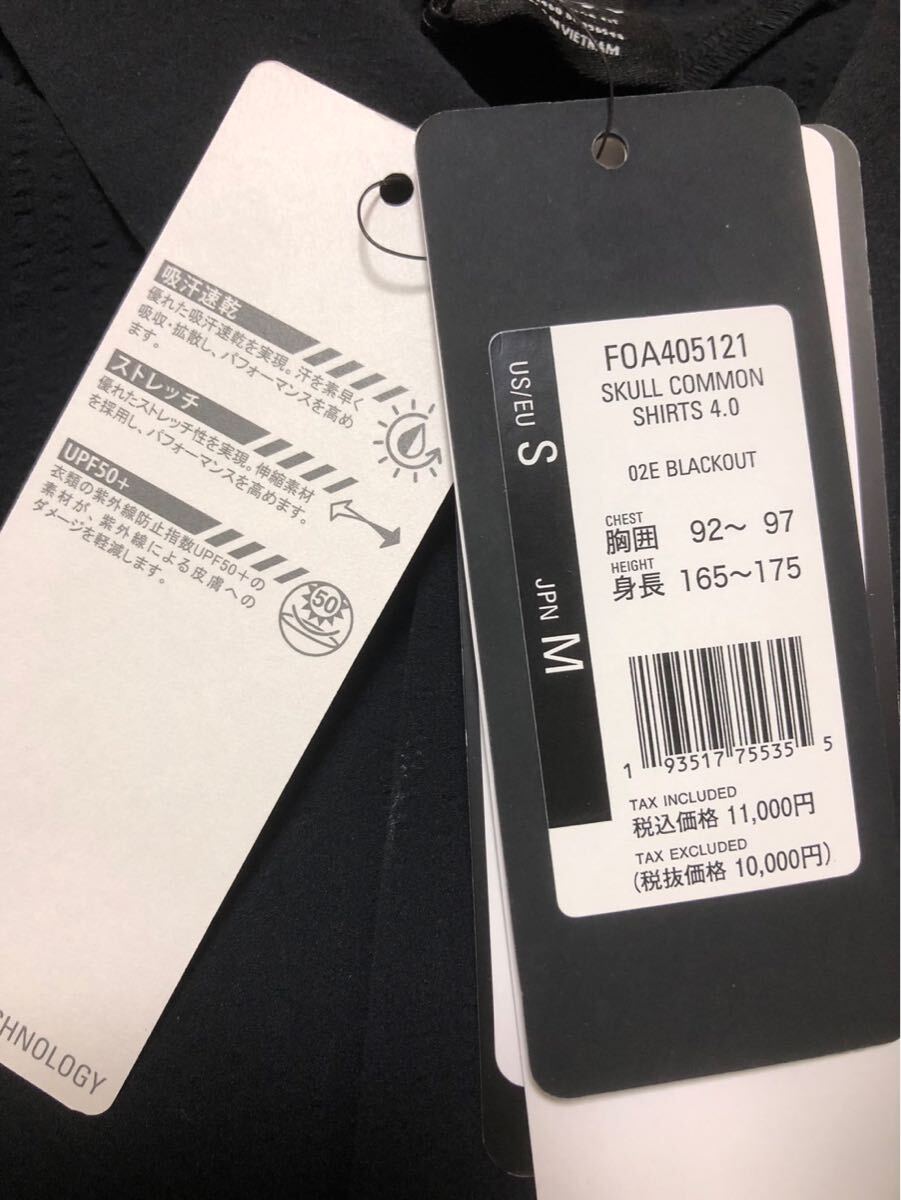 N VIETNAM
吸汗速乾
優れた吸汗速乾を実現。汗を素早く
吸収・拡散し、パフォーマンスを高め
ます。
ストレッチ
優れたストレッチ性を実現。伸縮素材
を採用し、パフォーマンスを高めます。
UPF50+
衣類の紫外線防止指数UPF50+の
素材が、紫外線による皮膚への
ダメージを軽減します。
50
CHNOLOGY
US/EU S
JPN M
FOA405121
SKULL COMMON
SHIRTS 4.0
02E BLACKOUT
CHEST
胸囲 92〜 97
HEIGHT
身長 165〜175
1 93517 75535 5
TAX INCLUDED
税込価格 11,000円
TAX EXCLUDED
(税抜価格 10,000円)